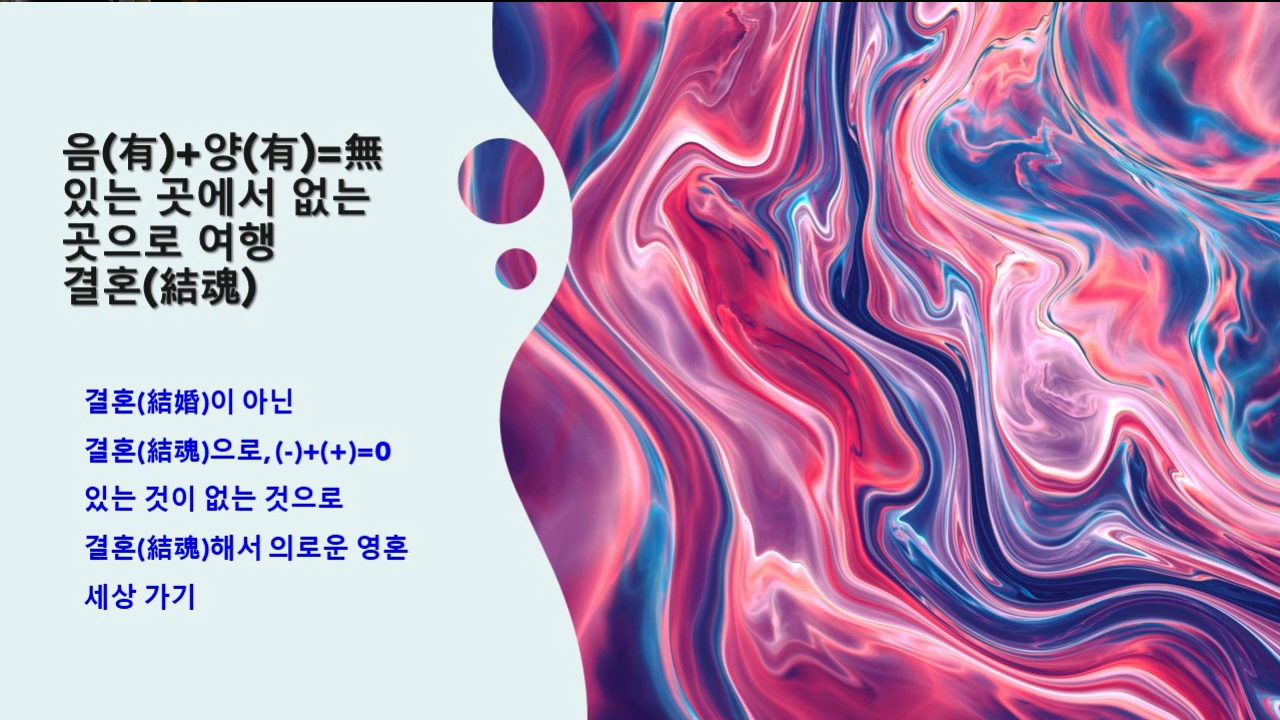 음(有)+양(有)=無
있는 곳에서 없는
곳으로 여행
결혼(結魂)
결혼(結婚)이 아닌
결혼(結魂)으로,(-)+(+)=0
있는 것이 없는 것으로
결혼(結魂)해서 의로운 영혼
세상 가기